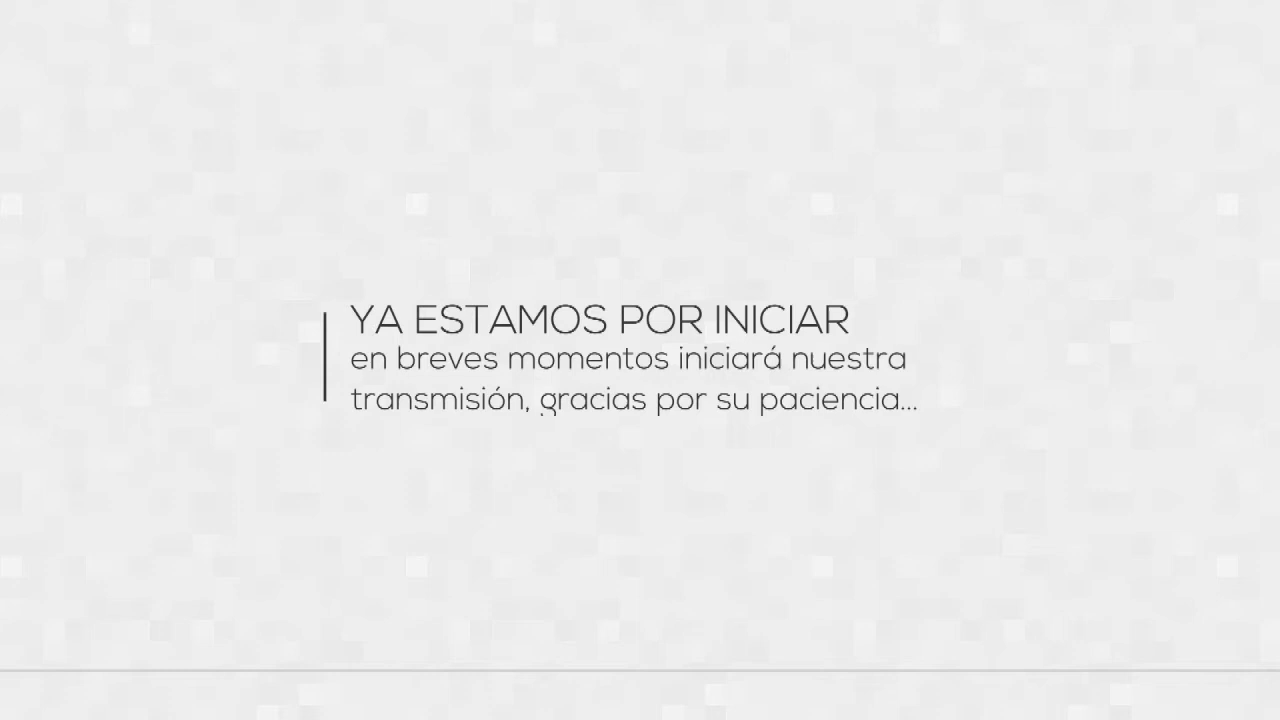 YA ESTAMOS POR INICIAR
en breves momentos iniciará nuestra
transmisión, gracias por su paciencia...